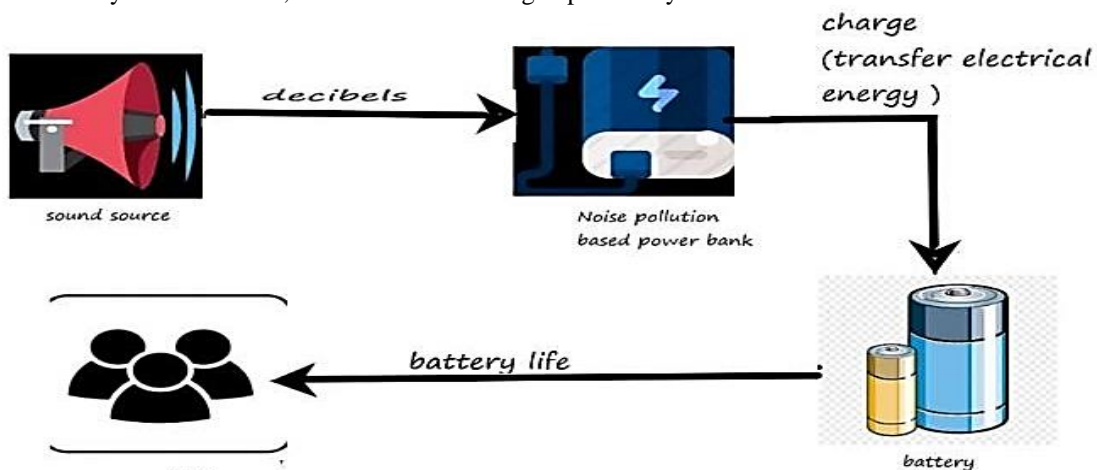 charge
(transfer electrical
energy )
decibels
sound source
Noise pollution
based power bank
battery life
battery